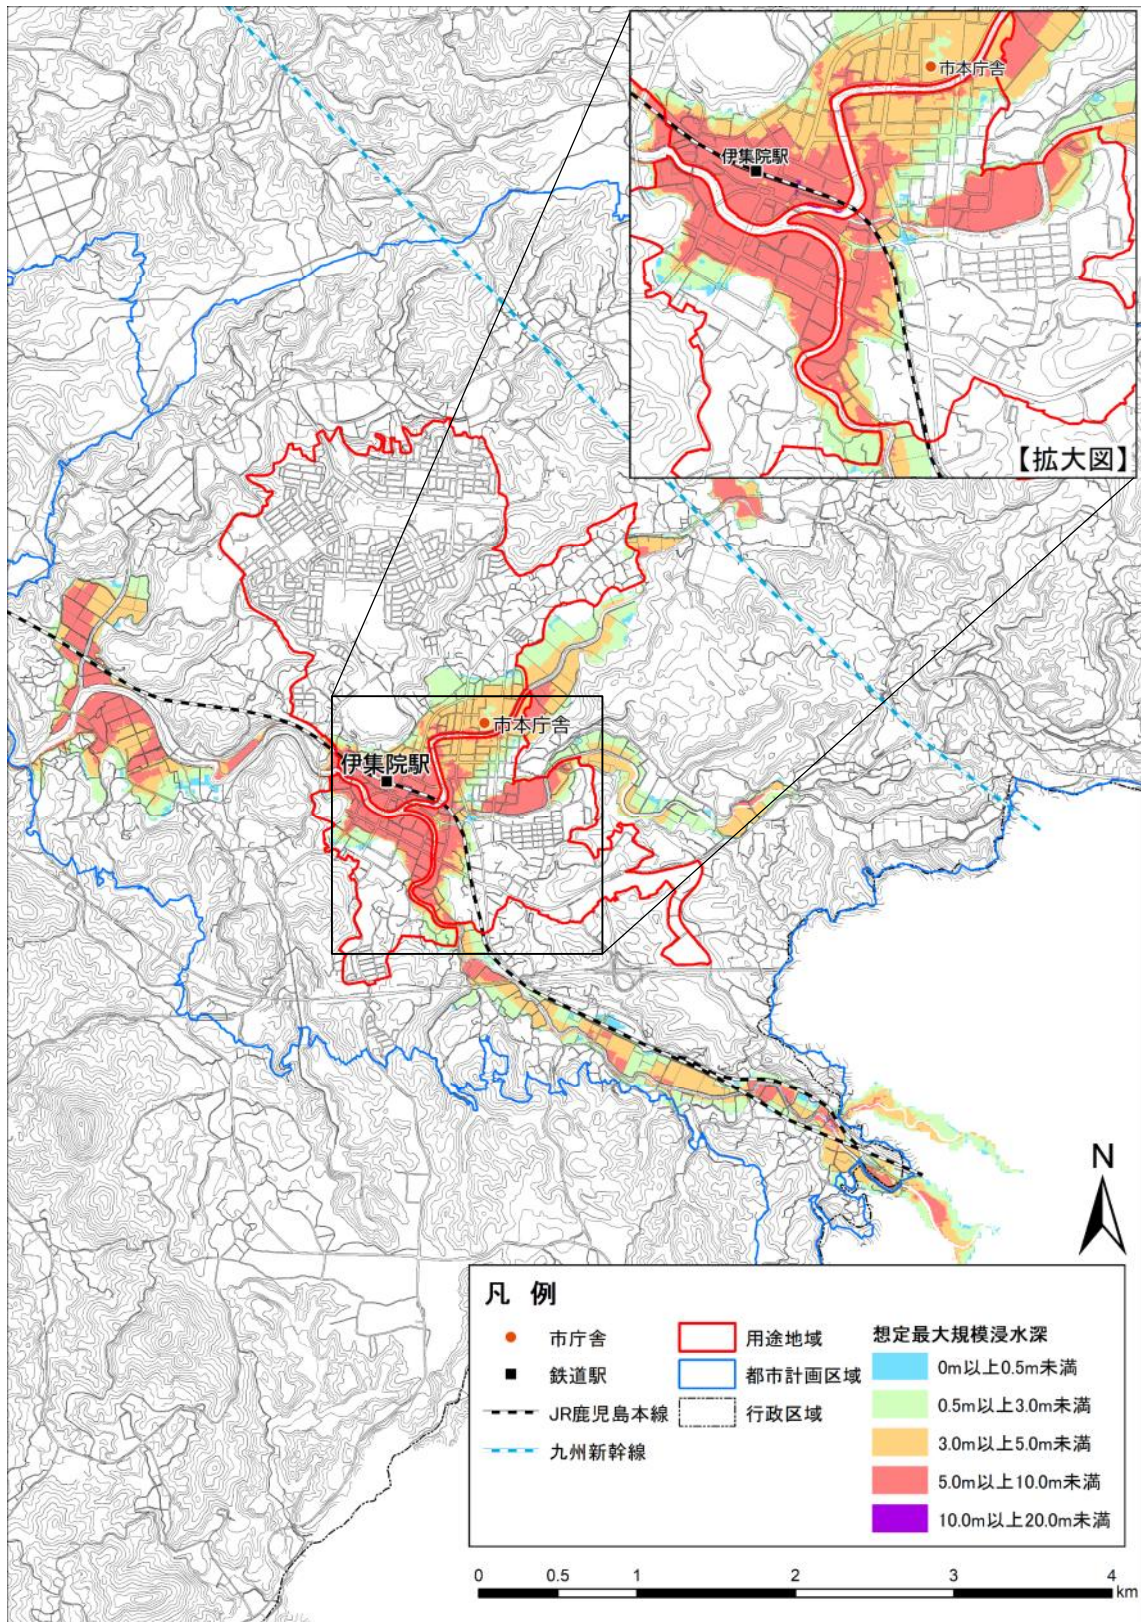 市本庁舎
伊集院駅
【拡大図】
市本庁舎
伊集院駅
N
凡 例
市庁舎
鉄道駅
JR鹿児島本線
九州新幹線
用途地域
都市計画区域
行政区域
想定最大規模浸水深
0m以上0.5m未満
0.5m以上3.0m未満
3.0m以上5.0m未満
5.0m以上10.0m未満
10.0m以上20.0m未満
0 0.5 1 2 3 4
km